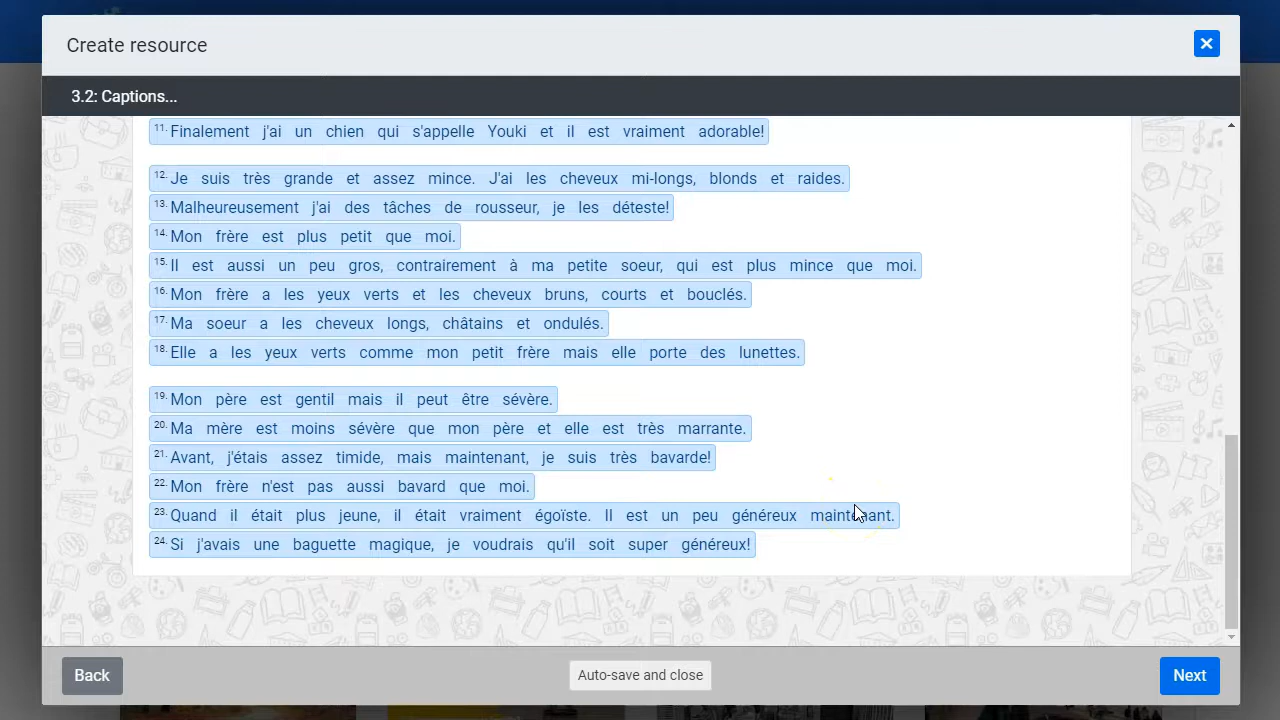 Create resource
3.2: Captions...
11. Finalement j'ai un chien qui s'appelle Youki et il est vraiment adorable!
12. Je suis très grande et assez mince. J'ai les cheveux mi-longs, blonds et raides.
13. Malheureusement j'ai des tâches de rousseur, je les déteste!
14. Mon frère est plus petit que moi.
15. Il est aussi un peu gros, contrairement à ma petite soeur, qui est plus mince que moi.
16. Mon frère a les yeux verts et les cheveux bruns, courts et bouclés.
17. Ma soeur a les cheveux longs, châtains et ondulés.
18. Elle a les yeux verts comme mon petit frère mais elle porte des lunettes.
19. Mon père est gentil mais il peut être sévère.
20. Ma mère est moins sévère que mon père et elle est très marrante.
21. Avant, j'étais assez timide, mais maintenant, je suis très bavarde!
22. Mon frère n'est pas aussi bavard que moi.
23. Quand il était plus jeune, il était vraiment égoïste. Il est un peu généreux maintenant.
24. Si j'avais une baguette magique, je voudrais qu'il soit super généreux!
Back
Auto-save and close
Next